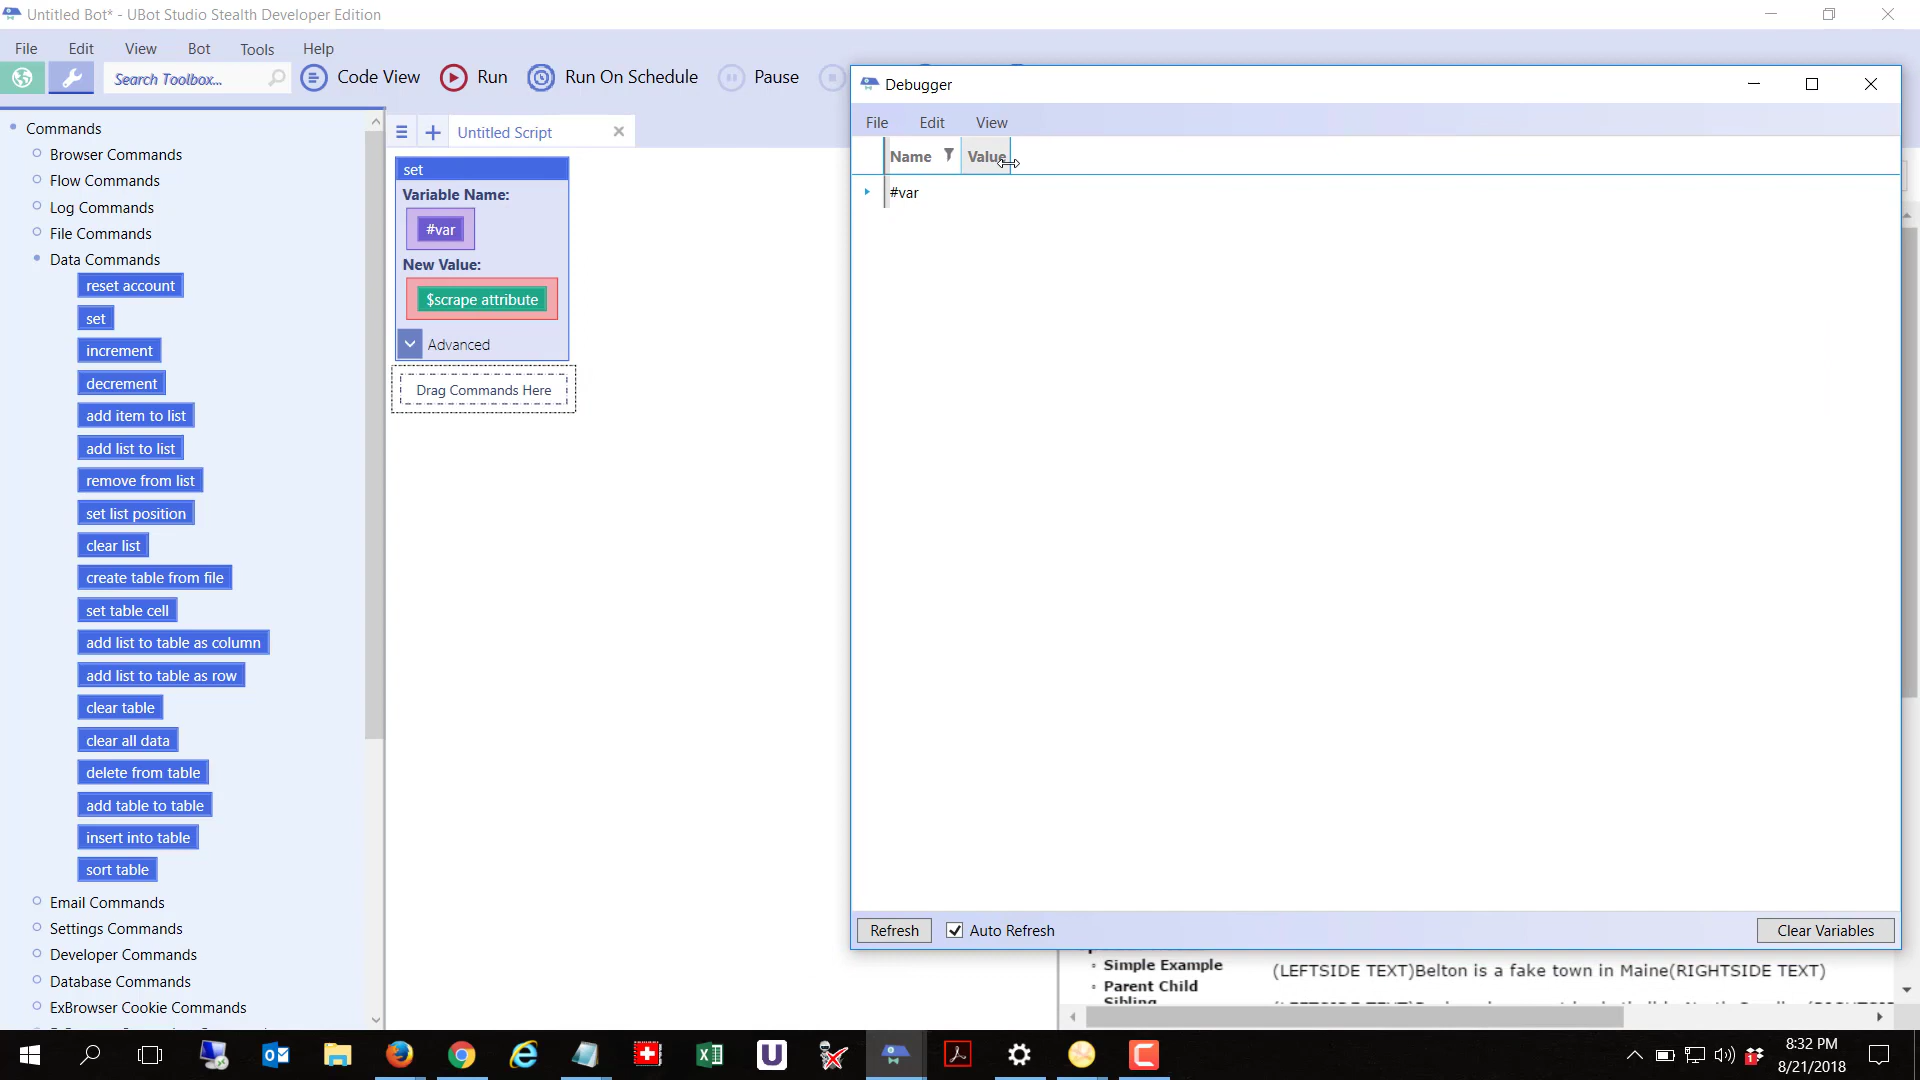 Untitled Bot* - UBot Studio Stealth Developer Edition
File Edit View Bot Tools Help
Search Toolbox...
Code View
Run
Run On Schedule
Pause
Commands
Browser Commands
Flow Commands
Log Commands
File Commands
Data Commands
reset account
set
increment
decrement
add item to list
add list to list
remove from list
set list position
clear list
create table from file
set table cell
add list to table as column
add list to table as row
clear table
clear all data
delete from table
add table to table
insert into table
sort table
Email Commands
Settings Commands
Developer Commands
Database Commands
ExBrowser Cookie Commands
Untitled Script
set
Variable Name:
#var
New Value:
$scrape attribute
Advanced
Drag Commands Here
Debugger
File Edit View
Name Value
#var
Refresh
Auto Refresh
Clear Variables
Simple Example
Parent Child
Sibling
(LEFTSIDE TEXT)Belton is a fake town in Maine(RIGHTSIDE TEXT)
8:32 PM
8/21/2018